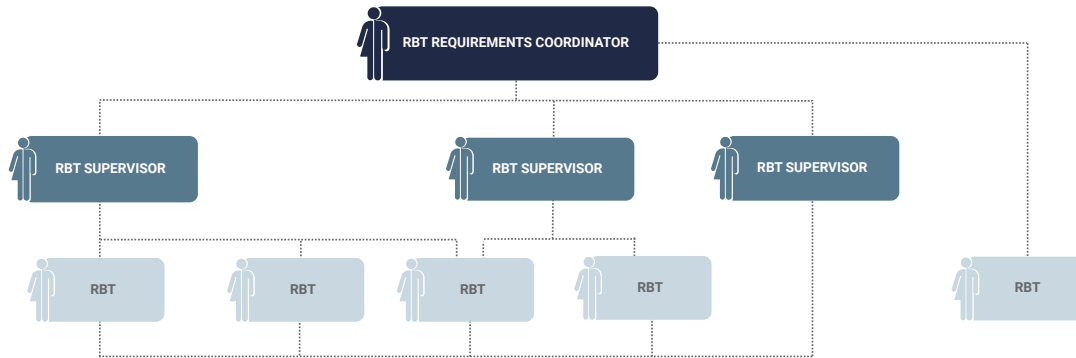 RBT REQUIREMENTS COORDINATOR
RBT SUPERVISOR
RBT SUPERVISOR
RBT SUPERVISOR
RBT
RBT
RBT
RBT
RBT